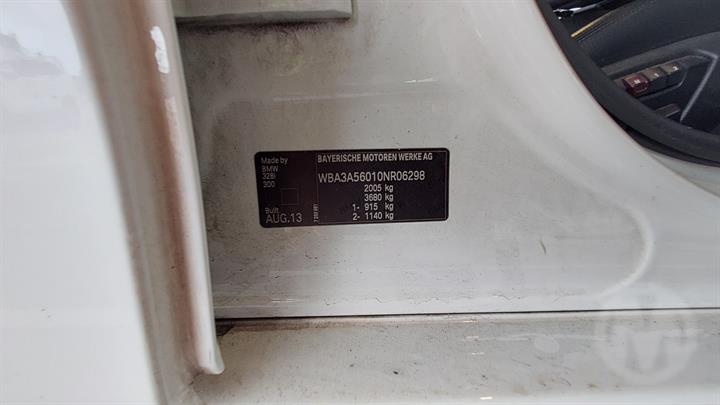 Made by
BMW
328i
300
Built
AUG.13
BAYERISCHE MOTOREN WERKE AG
WBA3A56010NR06298
2005 kg
3680 kg
1- 915 kg
2- 1140 kg
M